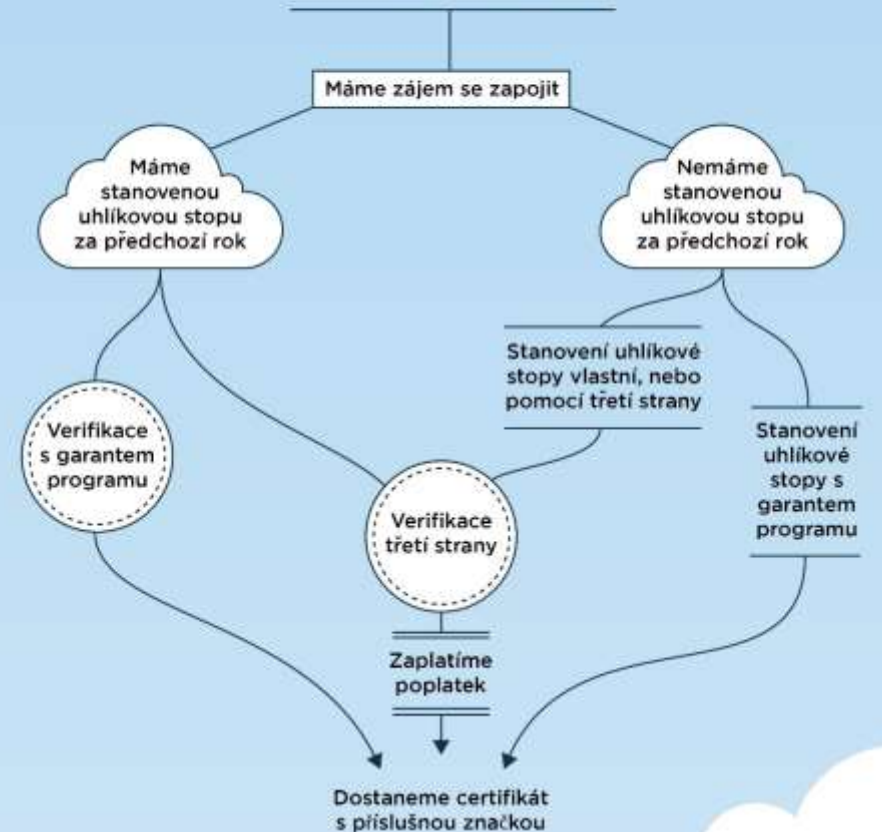 Máme zájem se zapojit
Máme
stanovenou
uhlíkovou stopu
za předchozí rok
Nemáme
stanovenou
uhlíkovou stopu
za předchozí rok
Stanovení uhlíkové
stopy vlastní, nebo
pomocí třetí strany
Verifikace
s garantem
programu
Stanovení
uhlíkové
stopy s
garantem
programu
Verifikace
třetí strany
Zaplatíme
poplatek
Dostaneme certifikát
s příslušnou značkou